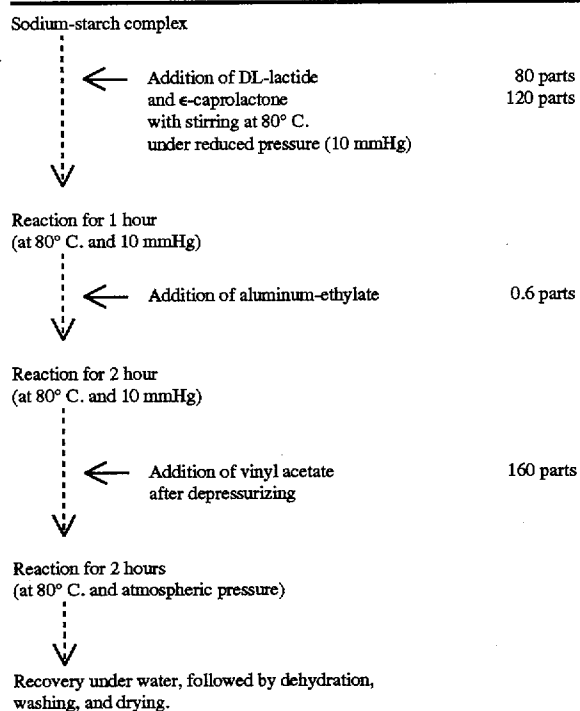 Sodium-starch complex
Addition of DL-lactide 80 parts
and ε-caprolactone 120 parts
with stirring at 80° C.
under reduced pressure (10 mmHg)
Reaction for 1 hour
(at 80° C. and 10 mmHg)
Addition of aluminum-ethylate 0.6 parts
Reaction for 2 hour
(at 80° C. and 10 mmHg)
Addition of vinyl acetate 160 parts
after depressurizing
Reaction for 2 hours
(at 80° C. and atmospheric pressure)
Recovery under water, followed by dehydration,
washing, and drying.